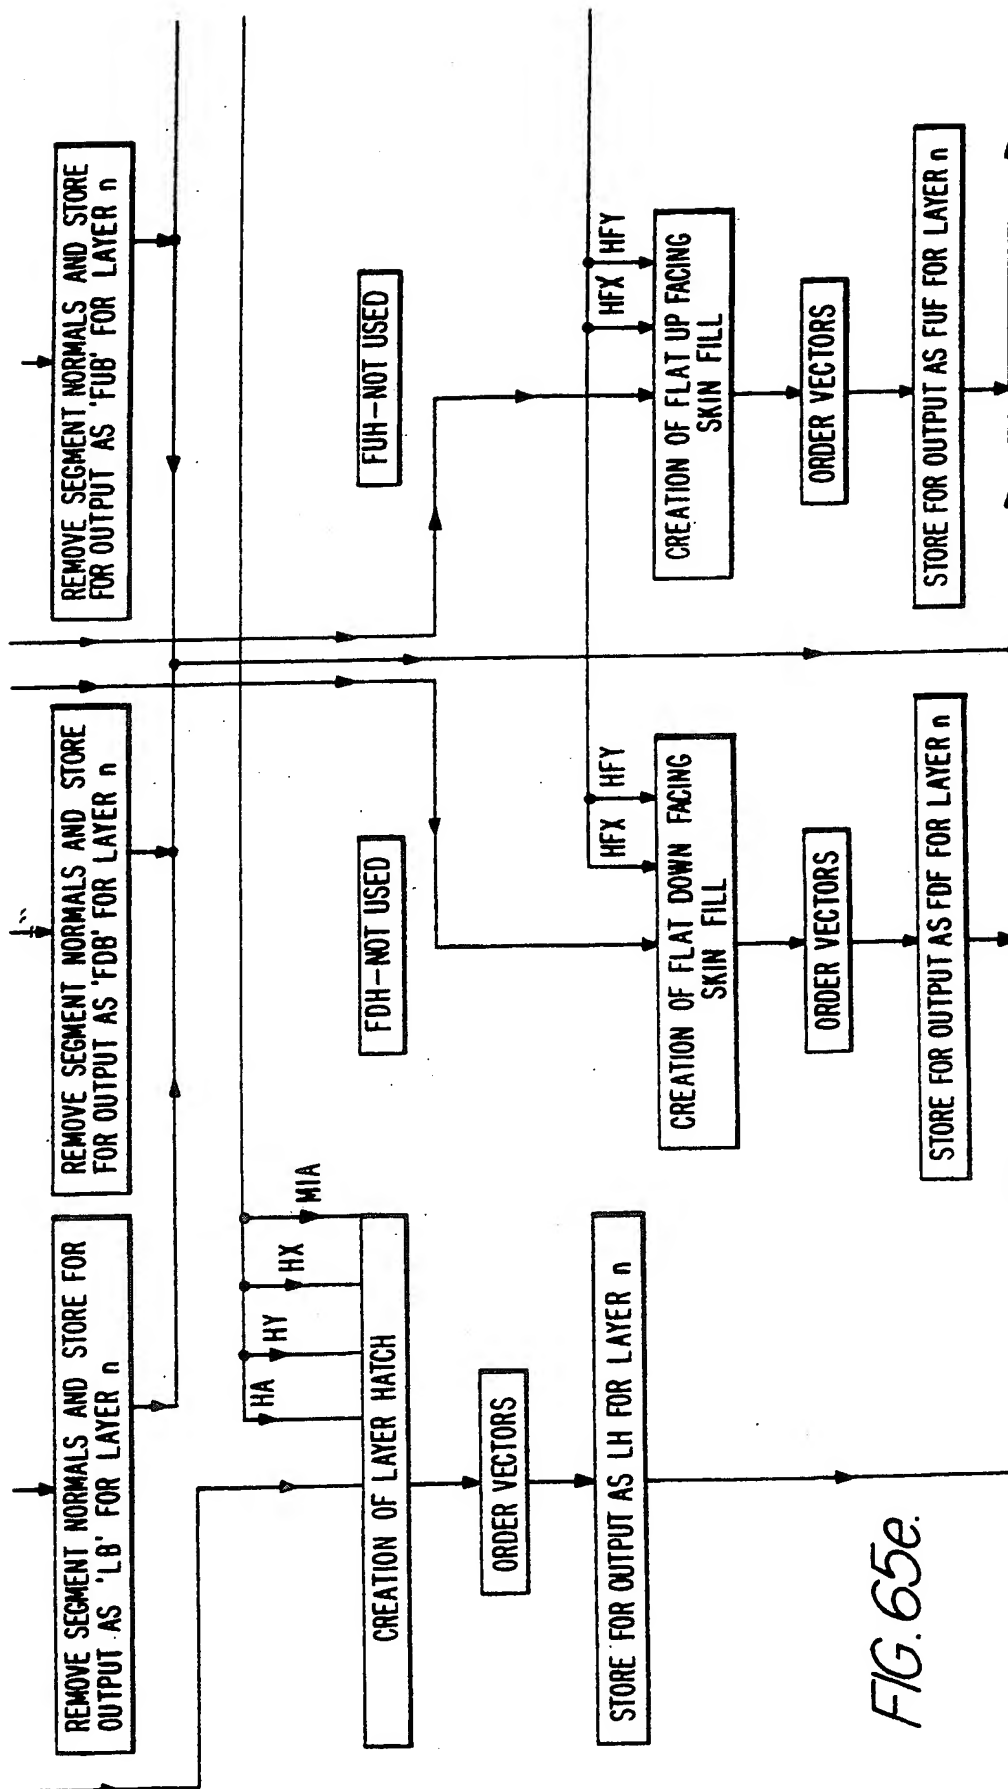 REMOVE SEGMENT NORMALS AND STORE FOR
OUTPUT AS 'LB' FOR LAYER n
REMOVE SEGMENT NORMALS AND STORE
FOR OUTPUT AS 'FDB' FOR LAYER n
REMOVE SEGMENT NORMALS AND STORE
FOR OUTPUT AS 'FUB' FOR LAYER n
HA
HY
HX
MIA
CREATION OF LAYER HATCH
FDH-NOT USED
FUH-NOT USED
ORDER VECTORS
STORE FOR OUTPUT AS LH FOR LAYER n
HFX
HFY
CREATION OF FLAT DOWN FACING
SKIN FILL
HFX
HFY
CREATION OF FLAT UP FACING
SKIN FILL
ORDER VECTORS
ORDER VECTORS
STORE FOR OUTPUT AS FDF FOR LAYER n
STORE FOR OUTPUT AS FUF FOR LAYER n
FIG. 65e.